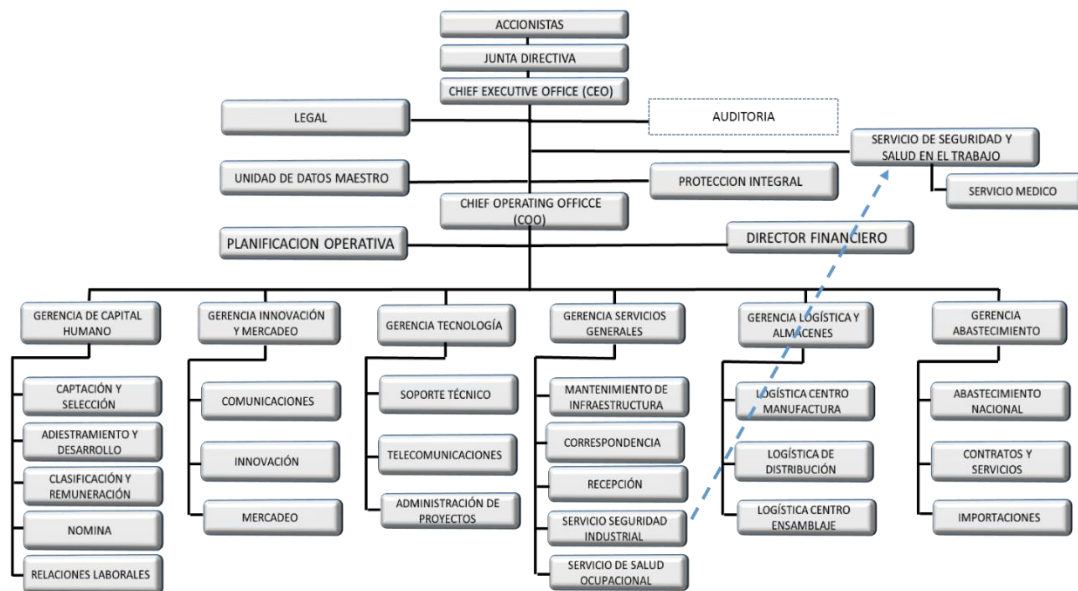 ACCIONISTAS
JUNTA DIRECTIVA
CHIEF EXECUTIVE OFFICE (CEO)
LEGAL
AUDITORIA
SERVICIO DE SEGURIDAD Y
SALUD EN EL TRABAJO
UNIDAD DE DATOS MAESTRO
PROTECCION INTEGRAL
SERVICIO MEDICO
CHIEF OPERATING OFFICCE
(COO)
PLANIFICACION OPERATIVA
DIRECTOR FINANCIERO
GERENCIA DE CAPITAL
HUMANO
GERENCIA INNOVACIÓN
Y MERCADEO
GERENCIA TECNOLOGÍA
GERENCIA SERVICIOS
GENERALES
GERENCIA LOGÍSTICA Y
ALMACENES
GERENCIA
ABASTECIMIENTO
CAPTACIÓN Y
SELECCIÓN
ADIESTRAMIENTO Y
DESARROLLO
CLASIFICACIÓN Y
REMUNERACIÓN
NOMINA
RELACIONES LABORALES
COMUNICACIONES
INNOVACIÓN
MERCADEO
SOPORTE TÉCNICO
TELECOMUNICACIONES
ADMINISTRACIÓN DE
PROYECTOS
MANTENIMIENTO DE
INFRAESTRUCTURA
CORRESPONDENCIA
RECEPCIÓN
SERVICIO SEGURIDAD
INDUSTRIAL
SERVICIO DE SALUD
OCUPACIONAL
LOGÍSTICA CENTRO
MANUFACTURA
LOGÍSTICA DE
DISTRIBUCIÓN
LOGÍSTICA CENTRO
ENSAMBLAJE
ABASTECIMIENTO
NACIONAL
CONTRATOS Y
SERVICIOS
IMPORTACIONES